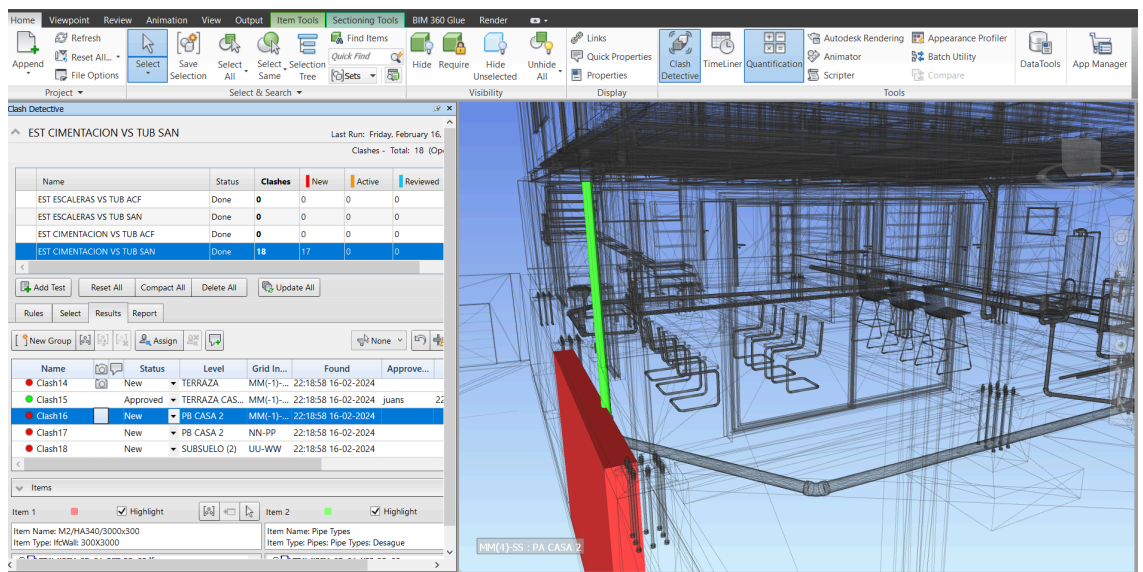 Home Viewpoint Review Animation View Output Item Tools Sectioning Tools BIM 360 Glue Render
Append
Refresh
Reset All...
File Options
Project
Select
Save Selection
Select All
Select Same
Selection Tree
Find Items
Quick Find
Sets
Select & Search
Hide
Require
Hide Unselected
Unhide All
Visibility
Links
Quick Properties
Properties
Display
Clash Detective
TimeLiner
Quantification
Autodesk Rendering
Animator
Scripter
Appearance Profiler
Batch Utility
Compare
Tools
DataTools
App Manager
Clash Detective
EST CIMENTACION VS TUB SAN
Last Run: Friday, February 16,
Clashes - Total: 18 (Ope
Name Status Clashes New Active Reviewed
EST ESCALERAS VS TUB ACF Done 0 0 0 0
EST ESCALERAS VS TUB SAN Done 0 0 0 0
EST CIMENTACION VS TUB ACF Done 0 0 0 0
EST CIMENTACION VS TUB SAN Done 18 17 0 0
Add Test Reset All Compact All Delete All Update All
Rules Select Results Report
New Group Assign None
Name Status Level Grid In... Found Approve...
Clash14 New TERRAZA MM(-1)-... 22:18:58 16-02-2024
Clash15 Approved TERRAZA CAS... MM(-1)-... 22:18:58 16-02-2024 juans 22
Clash16 New PB CASA 2 MM(-1)-... 22:18:58 16-02-2024
Clash17 New PB CASA 2 NN-PP 22:18:58 16-02-2024
Clash18 New SUBSUELO (2) UU-WW 22:18:58 16-02-2024
Items
Item 1 Highlight Item 2 Highlight
Item Name: M2/HA340/3000x300
Item Type: IfcWall: 300X3000
Item Name: Pipe Types
Item Type: Pipes: Pipe Types: Desague
MM(4)-SS : PA CASA 2